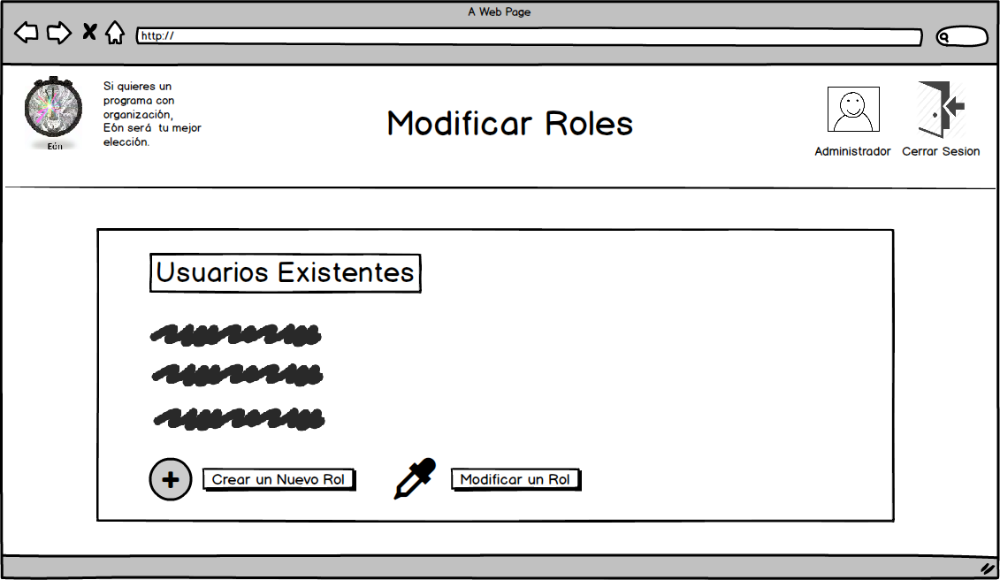 A Web Page
http://
Si quieres un
programa con
organización,
Eón será tu mejor
elección.
Eón
Modificar Roles
Administrador
Cerrar Sesion
Usuarios Existentes
Crear un Nuevo Rol
Modificar un Rol